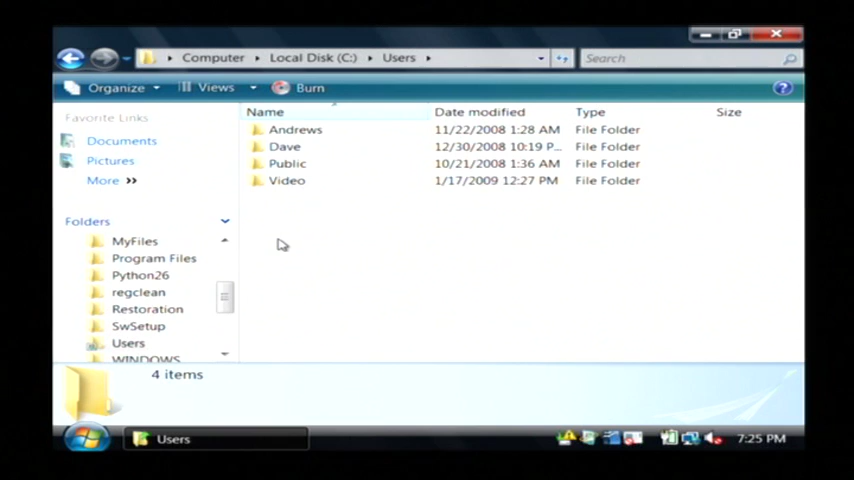 Computer Local Disk (C:) Users
Search
Organize Views Burn
Favorite Links
Documents
Pictures
More
Folders
MyFiles
Program Files
Python26
regclean
Restoration
SwSetup
Users
WINDOWS
Name Date modified Type Size
Andrews 11/22/2008 1:28 AM File Folder
Dave 12/30/2008 10:19 P... File Folder
Public 10/21/2008 1:36 AM File Folder
Video 1/17/2009 12:27 PM File Folder
4 items
Users 7:25 PM